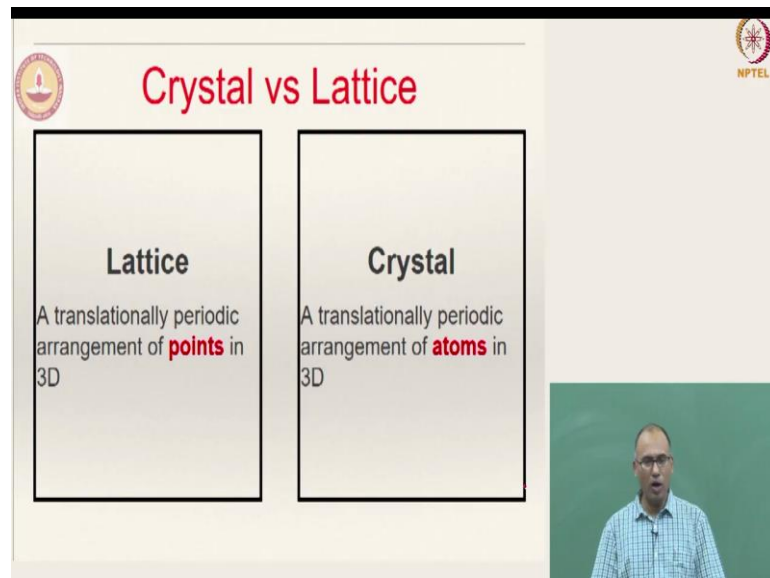 NPTEL
Crystal vs Lattice
Lattice
A translationally periodic
arrangement of points in
3D
Crystal
A translationally periodic
arrangement of atoms in
3D